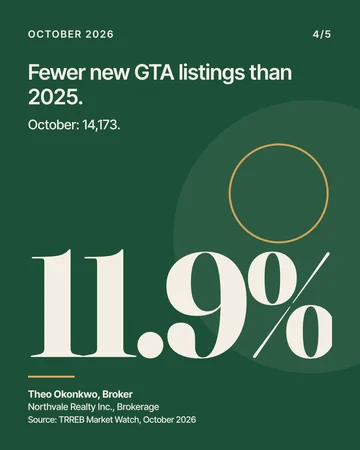 OCTOBER 2026
4/5
Fewer new GTA listings than
2025.
October: 14,173.
11.9%
Theo Okonkwo, Broker
Northvale Realty Inc., Brokerage
Source: TRREB Market Watch, October 2026